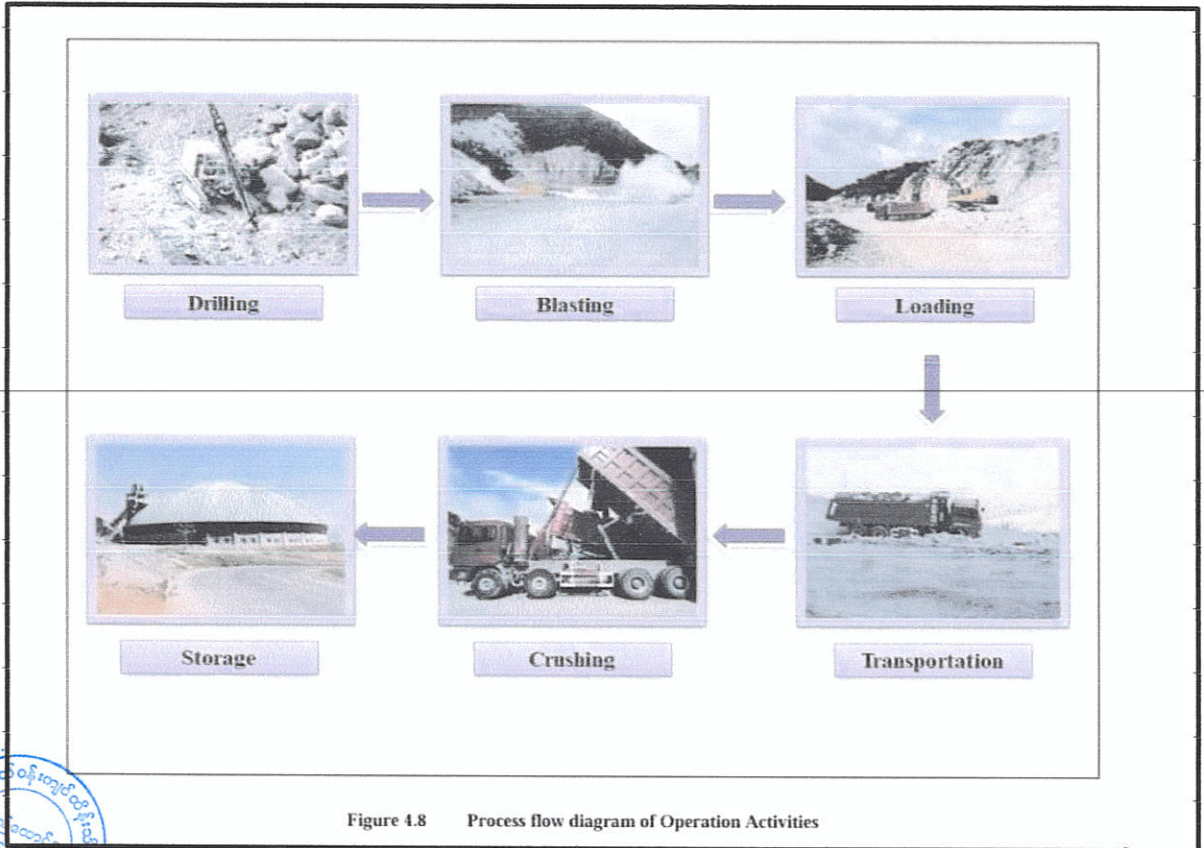 Drilling
Blasting
Loading
Storage
Crushing
Transportation
Figure 4.8 Process flow diagram of Operation Activities